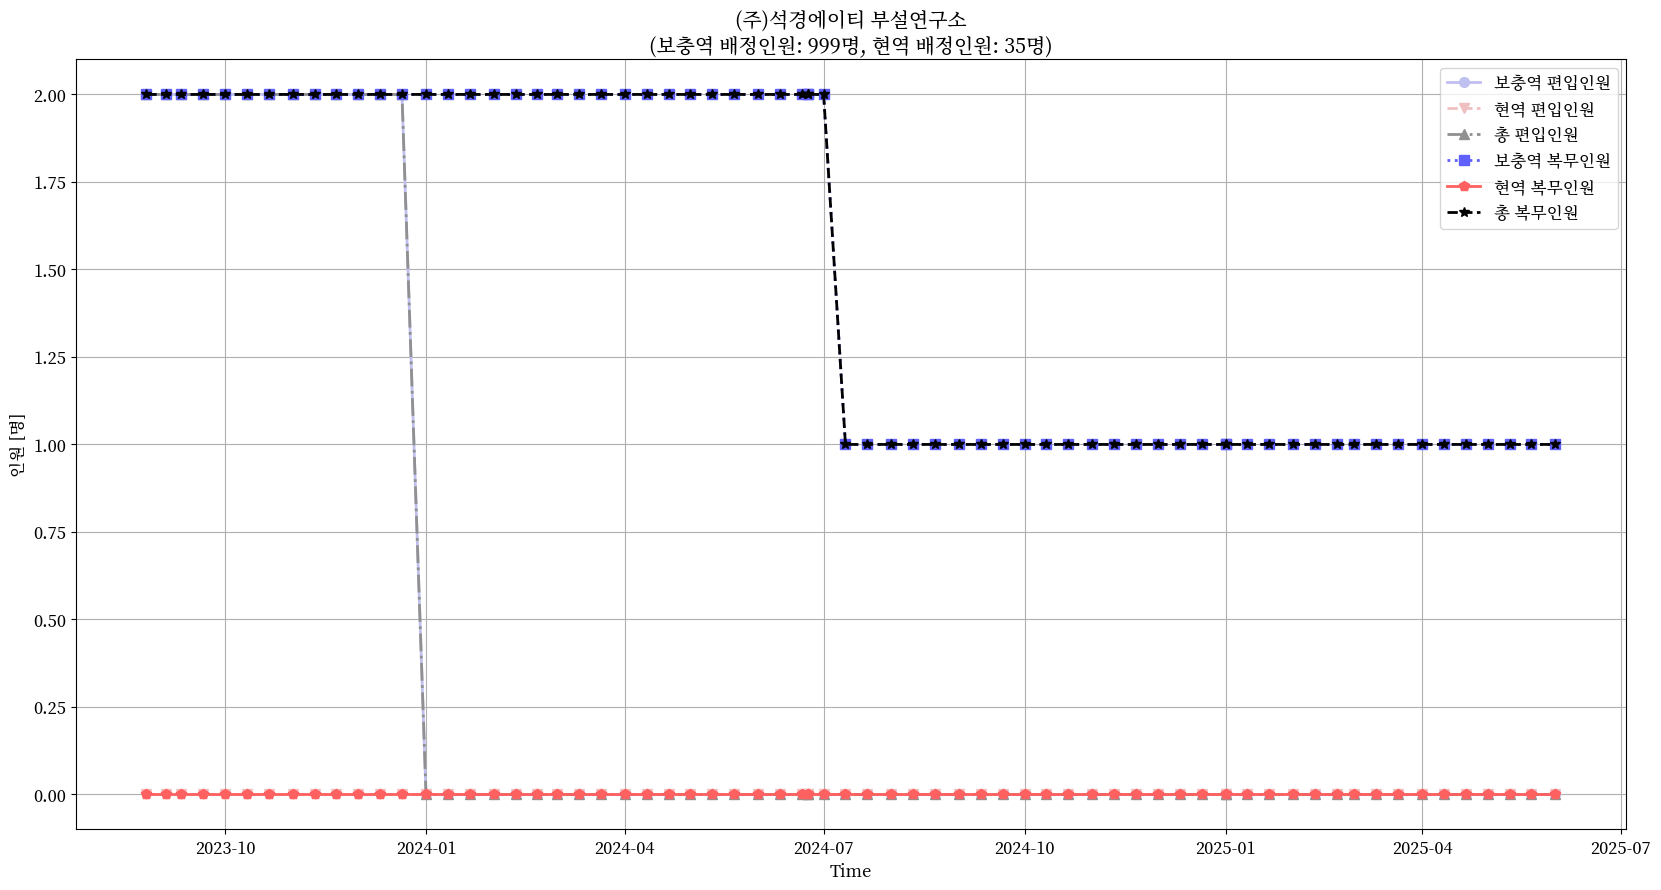 (주)석경에이티 부설연구소
(보충역 배정인원: 999명, 현역 배정인원: 35명)
보충역 편입인원
현역 편입인원
총 편입인원
보충역 복무인원
현역 복무인원
총 복무인원
2.00
1.75
1.50
1.25
1.00
0.75
0.50
0.25
0.00
인원 [명]
2023-10
2024-01
2024-04
2024-07
2024-10
2025-01
2025-04
2025-07
Time